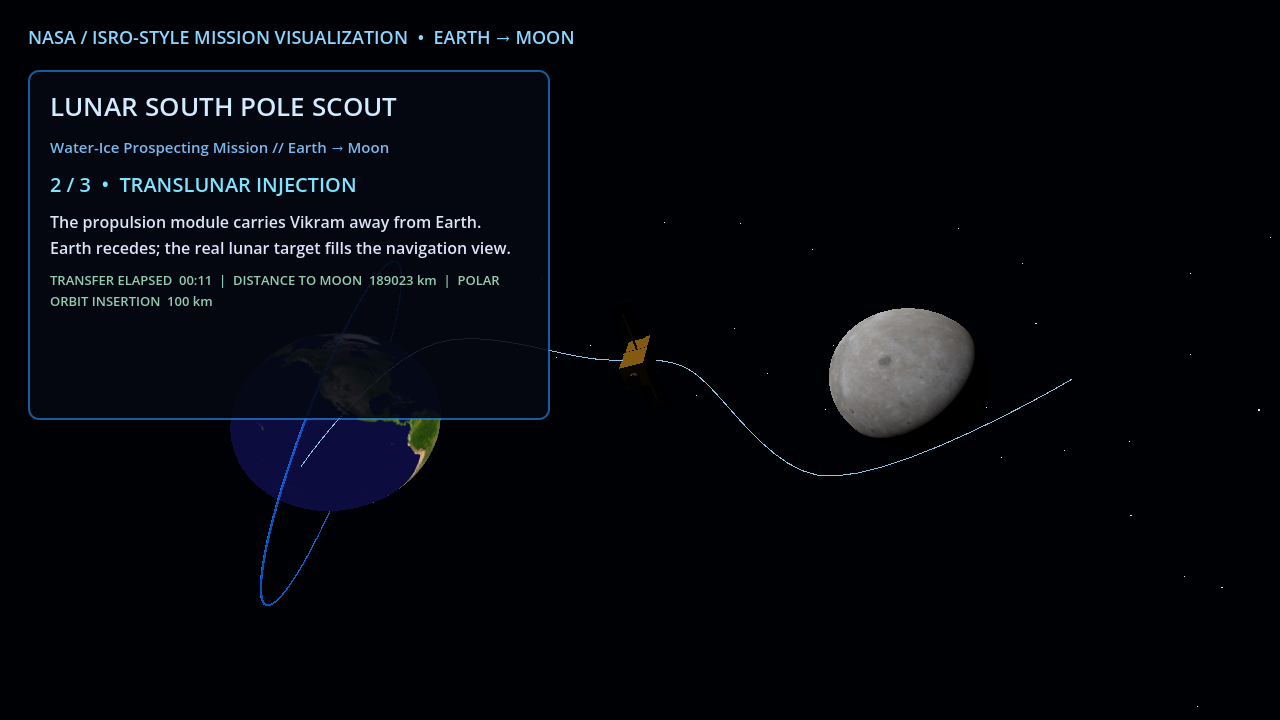 NASA / ISRO-STYLE MISSION VISUALIZATION • EARTH → MOON
LUNAR SOUTH POLE SCOUT
Water-Ice Prospecting Mission // Earth → Moon
2 / 3 • TRANSLUNAR INJECTION
The propulsion module carries Vikram away from Earth.
Earth recedes; the real lunar target fills the navigation view.
TRANSFER ELAPSED 00:11 | DISTANCE TO MOON 189023 km | POLAR
ORBIT INSERTION 100 km